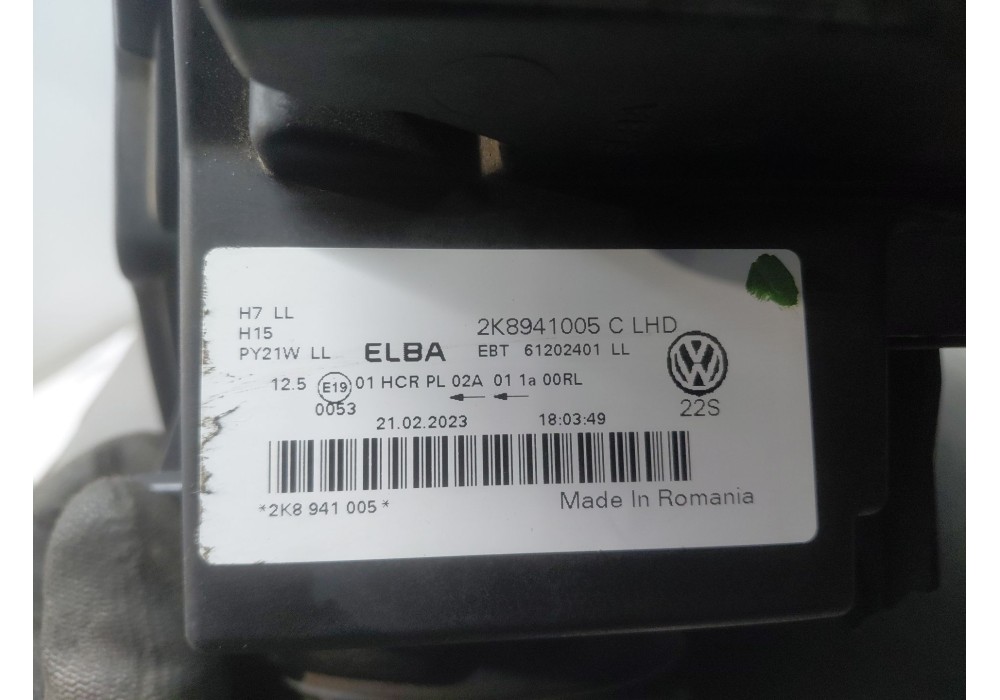 H7 LL
H15
PY21W LL
ELBA
2K8941005 C LHD
EBT 61202401 LL
12.5 E19 01 HCR PL 02A 01 1a 00RL
0053
22S
21.02.2023 18:03:49
*2K8 941 005*
Made In Romania